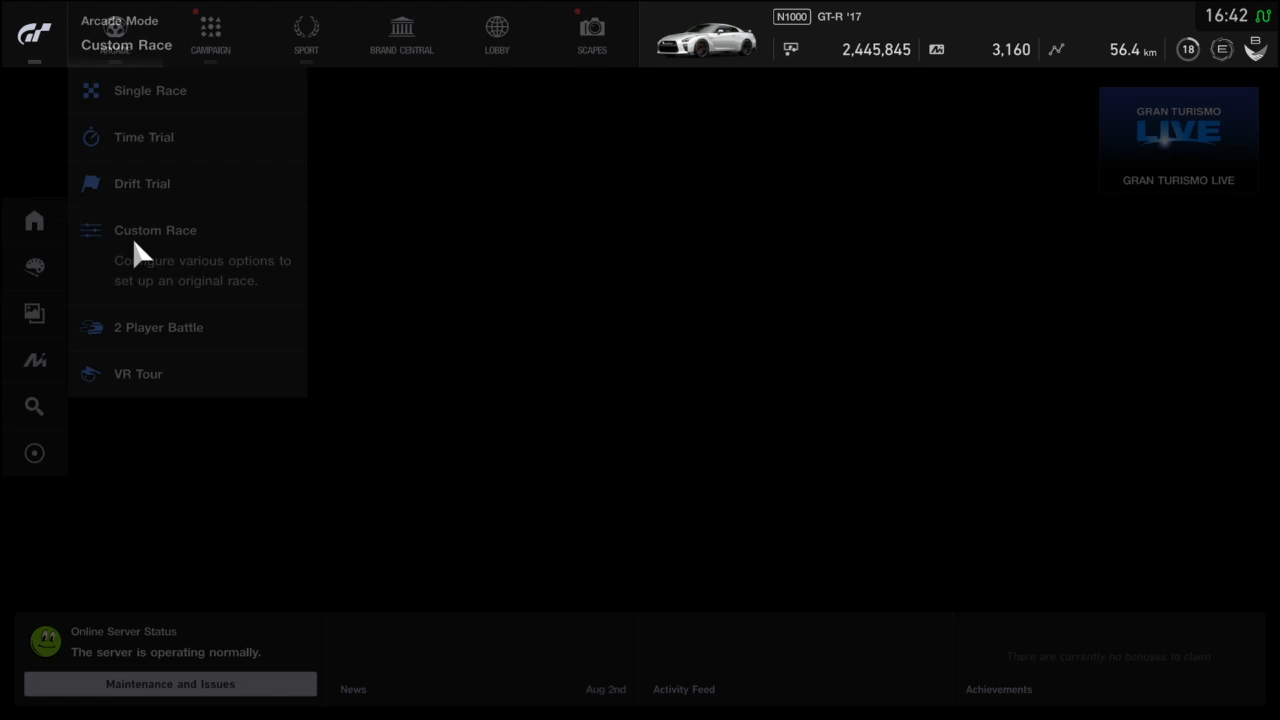 Arcade Mode
Custom Race
ARCADE
CAMPAIGN
SPORT
BRAND CENTRAL
LOBBY
SCAPES
N1000 GT-R '17
2,445,845
3,160
56.4 km
18
E
B
16:42
Single Race
Time Trial
Drift Trial
Custom Race
Configure various options to
set up an original race.
2 Player Battle
VR Tour
GRAN TURISMO
LIVE
GRAN TURISMO LIVE
Online Server Status
The server is operating normally.
Maintenance and Issues
News
Aug 2nd
Activity Feed
There are currently no bonuses to claim
Achievements